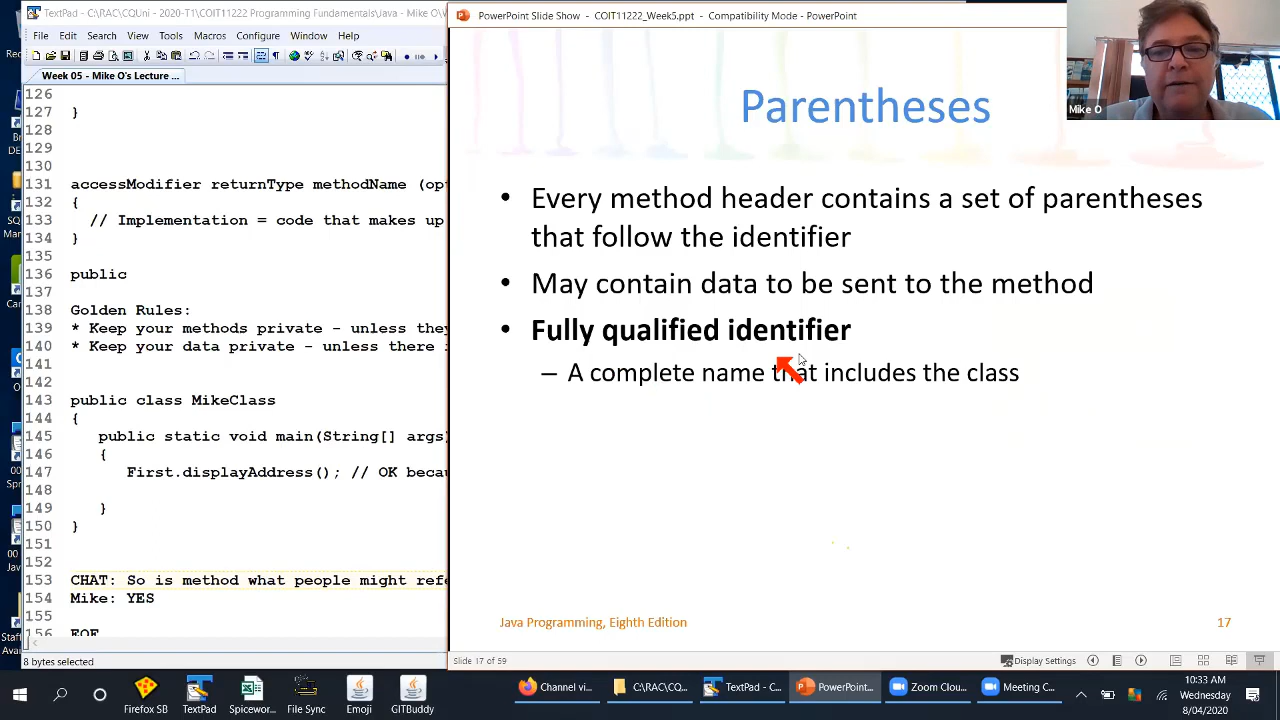 TextPad - C:\RAC\CQUni - 2020-T1\COIT11222 Programming Fundamentals\Java - Mike O
File Edit Search View Tools Macros Configure Window Help
Week 05 - Mike O's Lecture ...
126
127 }
128
129
130
131 accessModifier returnType methodName (op
132 {
133 // Implementation = code that makes up
134 }
135
136 public
137
138 Golden Rules:
139 * Keep your methods private - unless they
140 * Keep your data private - unless there
141
142
143 public class MikeClass
144 {
145 public static void main(String[] args)
146 {
147 First.displayAddress(); // OK beca
148
149 }
150 }
151
152
153 CHAT: So is method what people might ref
154 Mike: YES
155
156 EOF
8 bytes selected
PowerPoint Slide Show - COIT11222_Week5.ppt - Compatibility Mode - PowerPoint
Mike O
Parentheses
• Every method header contains a set of parentheses
that follow the identifier
• May contain data to be sent to the method
• Fully qualified identifier
– A complete name that includes the class
Java Programming, Eighth Edition
17
Slide 17 of 59
Display Settings
Firefox SB
TextPad
Spicewor...
File Sync
Emoji
GITBuddy
Channel vi...
C:\RAC\CQ...
TextPad - C...
PowerPoint...
Zoom Clou...
Meeting C...
10:33 AM
Wednesday
8/04/2020